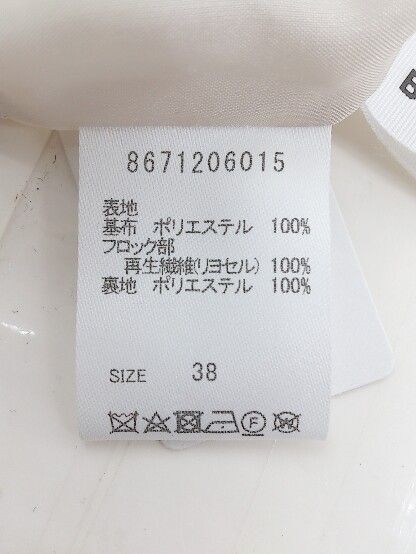 8671206015
表地
基布 ポリエステル 100%
フロック部
再生繊維(リヨセル) 100%
裏地 ポリエステル 100%
SIZE 38
F
W